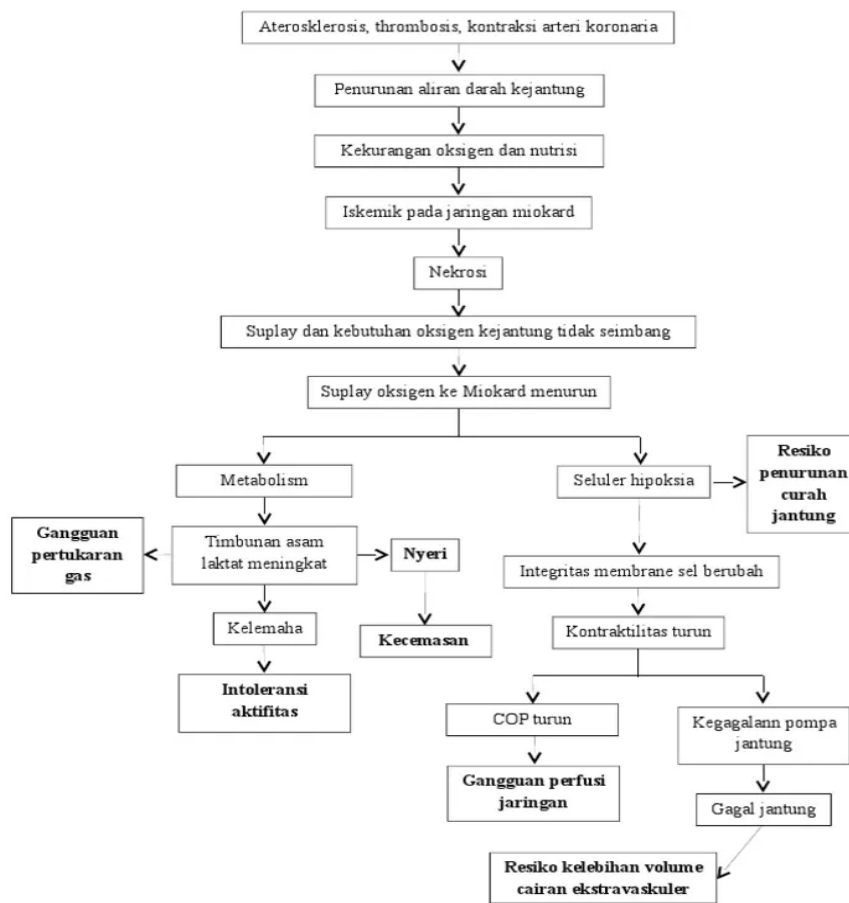 Aterosklerosis, thrombosis, kontraksi arteri koronaria
Penurunan aliran darah kejantung
Kekurangan oksigen dan nutrisi
Iskemik pada jaringan miokard
Nekrosi
Suplay dan kebutuhan oksigen kejantung tidak seimbang
Suplay oksigen ke Miokard menurun
Metabolism
Seluler hipoksia
Resiko
penurunan
curah
jantung
Gangguan
pertukaran
gas
Timbunan asam
laktat meningkat
Nyeri
Integritas membrane sel berubah
Kelemaha
Kecemasan
Kontraktilitas turun
Intoleransi
aktifitas
COP turun
Kegagalann pompa
jantung
Gangguan perfusi
jaringan
Gagal jantung
Resiko kelebihan volume
cairan ekstravaskuler